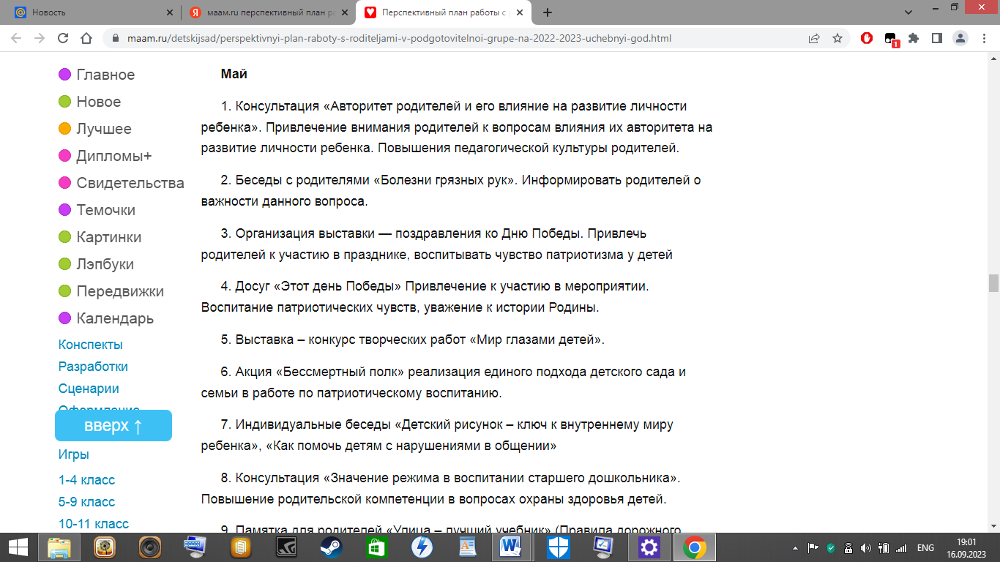 Новость
маам.ru перспективный план ра
Перспективный план работы с р
maam.ru/detskijsad/perspektivnyi-plan-raboty-s-roditeljami-v-podgotovitelnoi-grupe-na-2022-2023-uchebnyi-god.html
1
Главное
Новое
Лучшее
Дипломы+
Свидетельства
Темочки
Картинки
Лэпбуки
Передвижки
Календарь
Конспекты
Разработки
Сценарии
Оформление
вверх ↑
Игры
1-4 класс
5-9 класс
10-11 класс
Май
1. Консультация «Авторитет родителей и его влияние на развитие личности
ребенка». Привлечение внимания родителей к вопросам влияния их авторитета на
развитие личности ребенка. Повышения педагогической культуры родителей.
2. Беседы с родителями «Болезни грязных рук». Информировать родителей о
важности данного вопроса.
3. Организация выставки — поздравления ко Дню Победы. Привлечь
родителей к участию в празднике, воспитывать чувство патриотизма у детей
4. Досуг «Этот день Победы» Привлечение к участию в мероприятии.
Воспитание патриотических чувств, уважение к истории Родины.
5. Выставка – конкурс творческих работ «Мир глазами детей».
6. Акция «Бессмертный полк» реализация единого подхода детского сада и
семьи в работе по патриотическому воспитанию.
7. Индивидуальные беседы «Детский рисунок – ключ к внутреннему миру
ребенка», «Как помочь детям с нарушениями в общении»
8. Консультация «Значение режима в воспитании старшего дошкольника».
Повышение родительской компетенции в вопросах охраны здоровья детей.
9. Памятка для родителей «Улица – лучший учебник» (Правила дорожного
ENG
19:01
16.09.2023